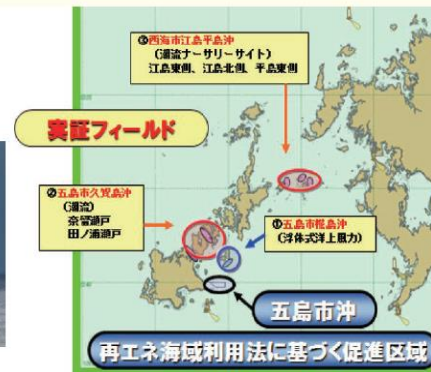 ③西海市江島平島沖
(潮流ナーサリーサイト)
江島東側、江島北側、平島東側
実証フィールド
②五島市久賀島沖
(潮流)
奈留瀬戸
田ノ浦瀬戸
①五島市椛島沖
(浮体式洋上風力)
五島市沖
再エネ海域利用法に基づく促進区域